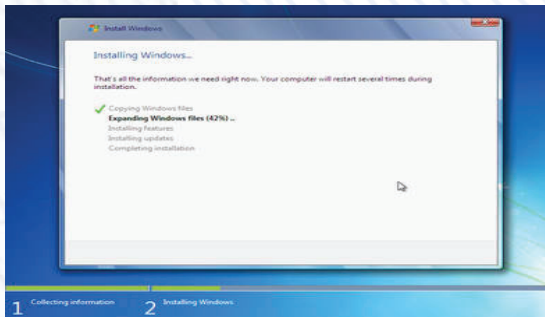 Install Windows
Installing Windows...
That's all the information we need right now. Your computer will restart several times during
installation.
Copying Windows files
Expanding Windows files (42%) ...
Installing features
Installing updates
Completing installation
1 Collecting information
2 Installing Windows